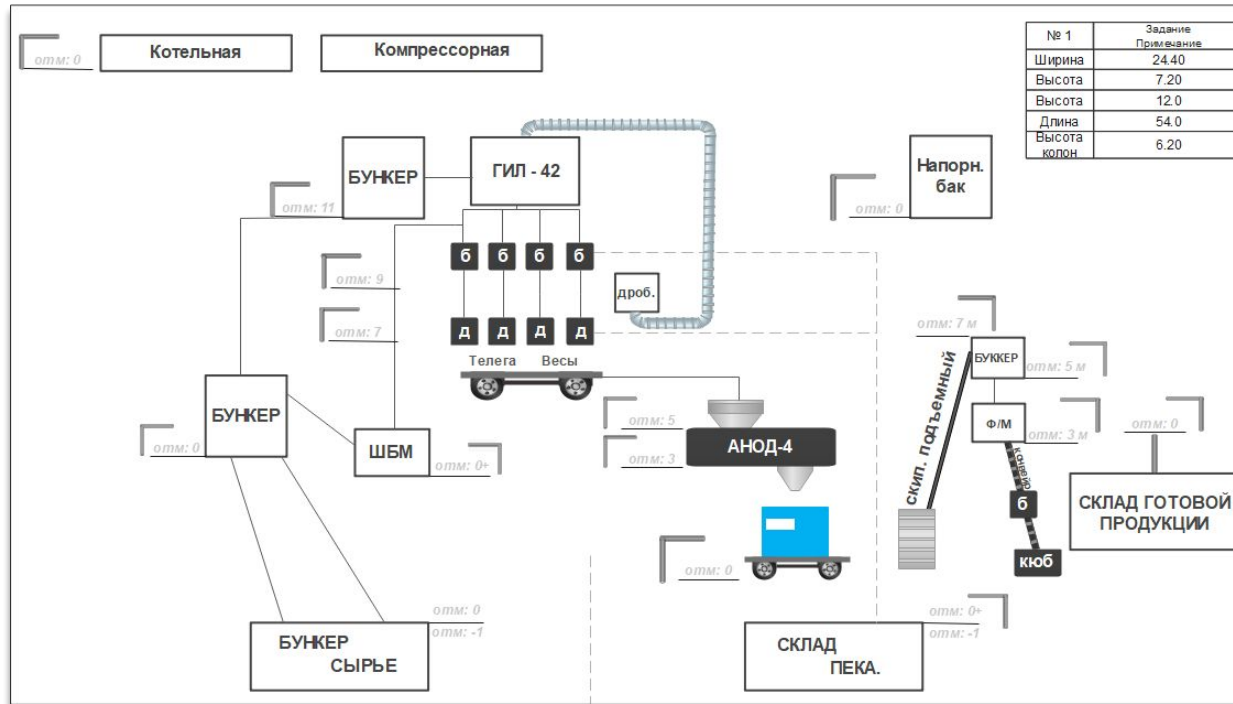 отм: 0
Котельная
Компрессорная
№ 1
Задание
Примечание
Ширина
24.40
Высота
7.20
Высота
12.0
Длина
54.0
Высота
колон
6.20
БУНКЕР
ГИЛ - 42
Напорн.
бак
отм: 11
отм: 0
б
б
б
б
отм: 9
дроб.
отм: 7
отм: 7 м
Д
Д
Д
Д
Телега
Весы
БУККЕР
отм: 5 м
БУНКЕР
отм: 0
ШБМ
отм: 0+
отм: 5
отм: 3
АНОД-4
скип. подъемный
Ф/М
отм: 3 м
отм: 0
конвейр
б
кюб
СКЛАД ГОТОВОЙ
ПРОДУКЦИИ
отм: 0
отм: 0
отм: -1
БУНКЕР
СЫРЬЕ
отм: 0+
отм: -1
СКЛАД
ПЕКА.